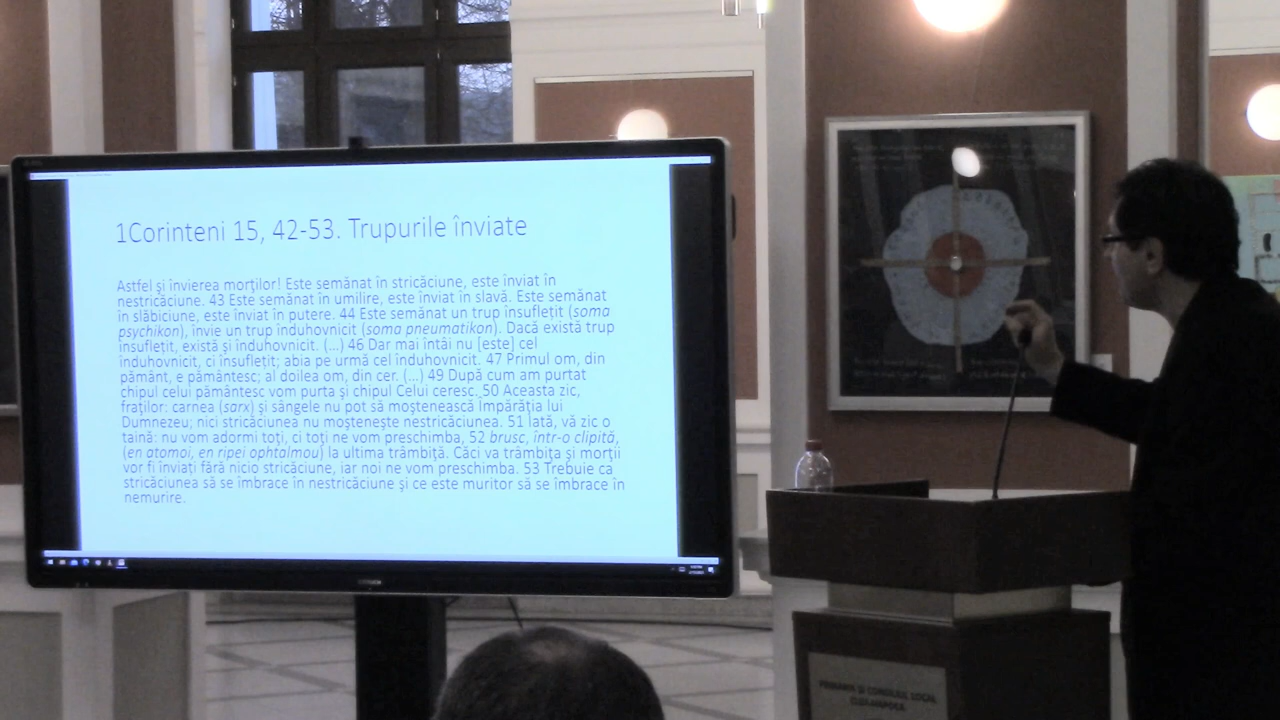 1Corinteni 15, 42-53. Trupurile înviate
Astfel şi învierea morţilor! Este semănat în stricăciune, este înviat în
nestricăciune. 43 Este semănat în umilire, este înviat în slavă. Este semănat
în slăbiciune, este înviat în putere. 44 Este semănat un trup însufleţit (soma
psychikon), învie un trup induhovnicit (soma pneumatikon). Dacă există trup
însufleţit, există şi înduhovnicit. (...) 46 Dar mai întâi nu [este] cel
înduhovnicit, ci însufleţit; abia pe urmă cel înduhovnicit. 47 Primul om, din
pământ, e pământesc; al doilea om, din cer. (...) 49 După cum am purtat
chipul celui pământesc vom purta şi chipul Celui ceresc. 50 Aceasta zic,
fraţilor: carnea (sarx) şi sângele nu pot să moştenească Împărăţia lui
Dumnezeu; nici stricăciunea nu moşteneşte nestricăciunea. 51 Iată, vă zic o
taină: nu vom adormi toţi, ci toţi ne vom preschimba, 52 brusc, într-o clipită,
(en atomoi, en ripei ophtalmou) la ultima trâmbiţă. Căci va trâmbiţa şi morţii
vor fi înviaţi fără nicio stricăciune, iar noi ne vom preschimba. 53 Trebuie ca
stricăciunea să se îmbrace în nestricăciune şi ce este muritor să se îmbrace în
nemurire.
PRIMĂRIA ŞI CONSILIUL LOCAL
CLUJ-NAPOCA